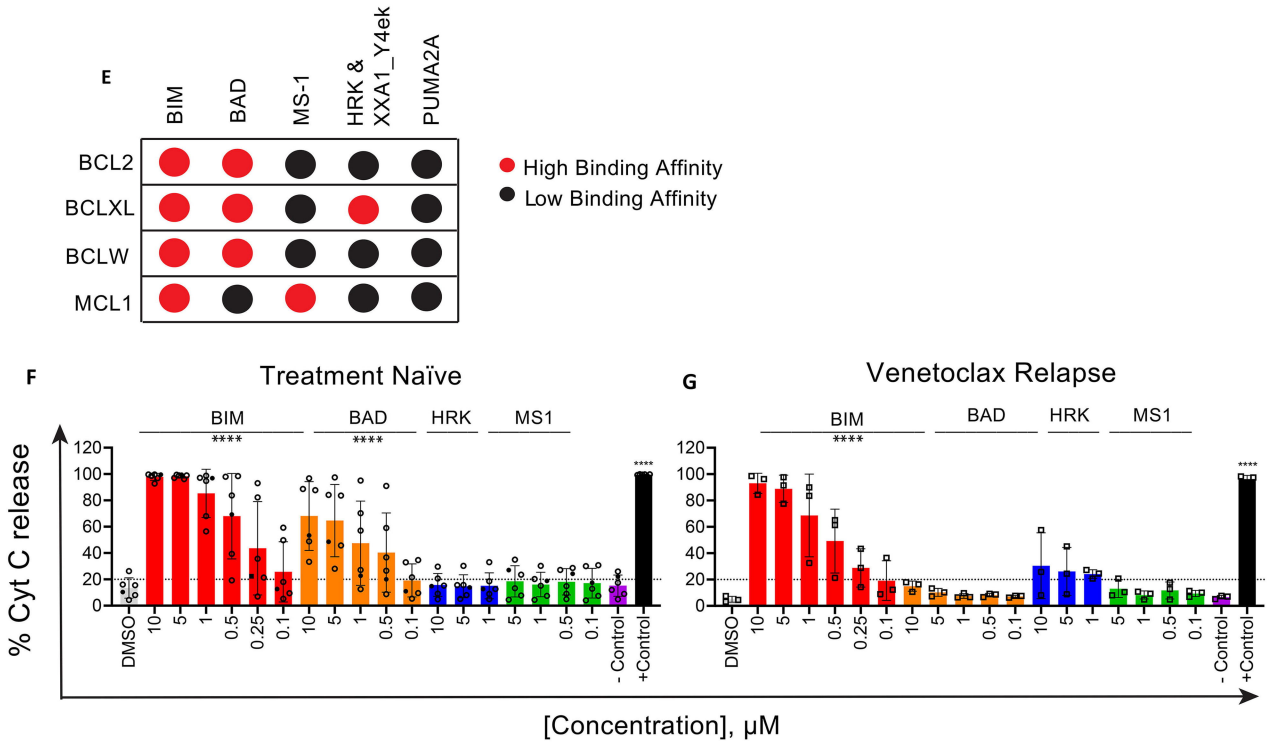 E
BIM
BAD
MS-1
HRK &
XXA1_Y4ek
PUMA2A
BCL2
BCLXL
BCLW
MCL1
High Binding Affinity
Low Binding Affinity
F
Treatment Naïve
BIM
BAD
HRK
MS1
****
****
****
120
100
80
60
40
20
0
% Cyt C release
DMSO
10
5
1
0.5
0.25
0.1
10
5
1
0.5
0.1
10
5
1
5
1
0.5
0.1
- Control
+Control
G
Venetoclax Relapse
BIM
BAD
HRK
MS1
****
****
120
100
80
60
40
20
0
DMSO
10
5
1
0.5
0.25
0.1
10
5
1
0.5
0.1
10
5
1
5
1
0.5
0.1
- Control
+Control
[Concentration], µM